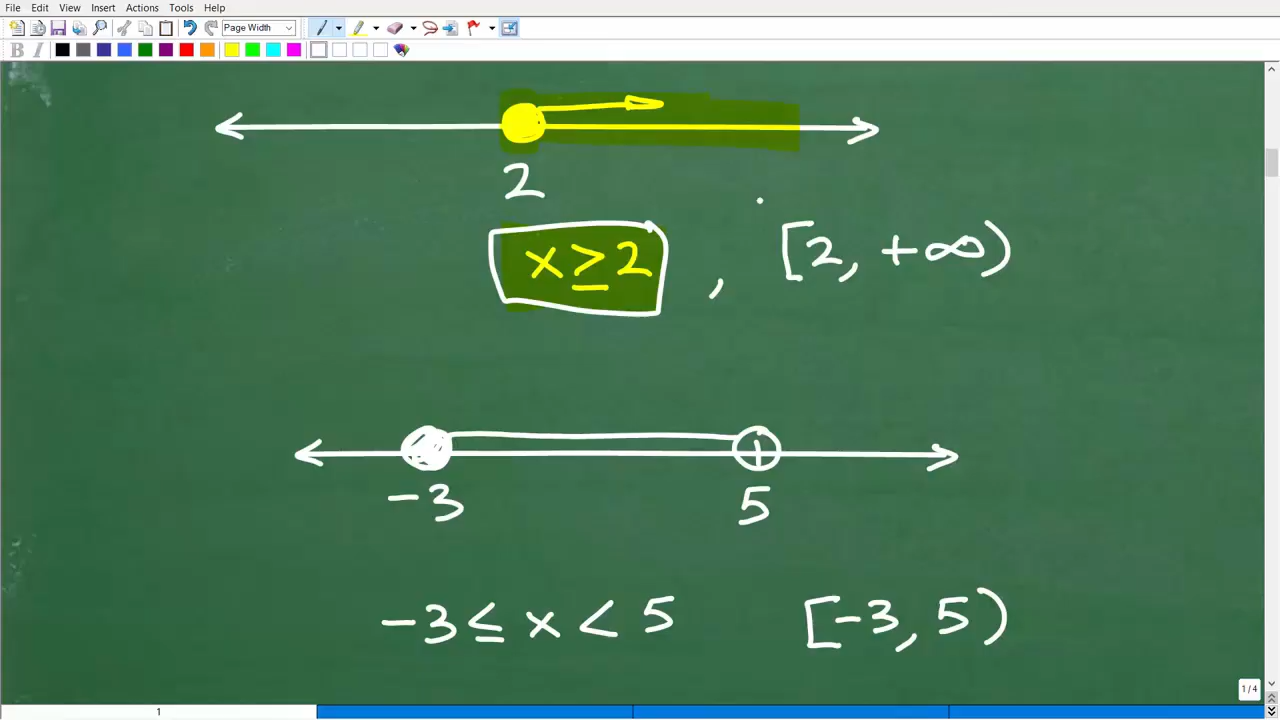 File Edit View Insert Actions Tools Help
Page Width
B I
2
x ≥ 2 , [2, +∞)
-3 5
-3 ≤ x < 5 [-3, 5)
1/4
1